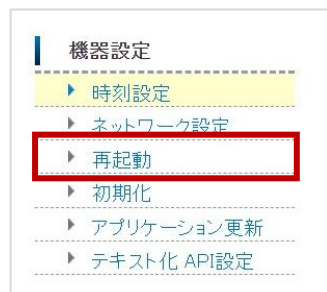 機器設定
時刻設定
ネットワーク設定
再起動
初期化
アプリケーション更新
テキスト化 API設定